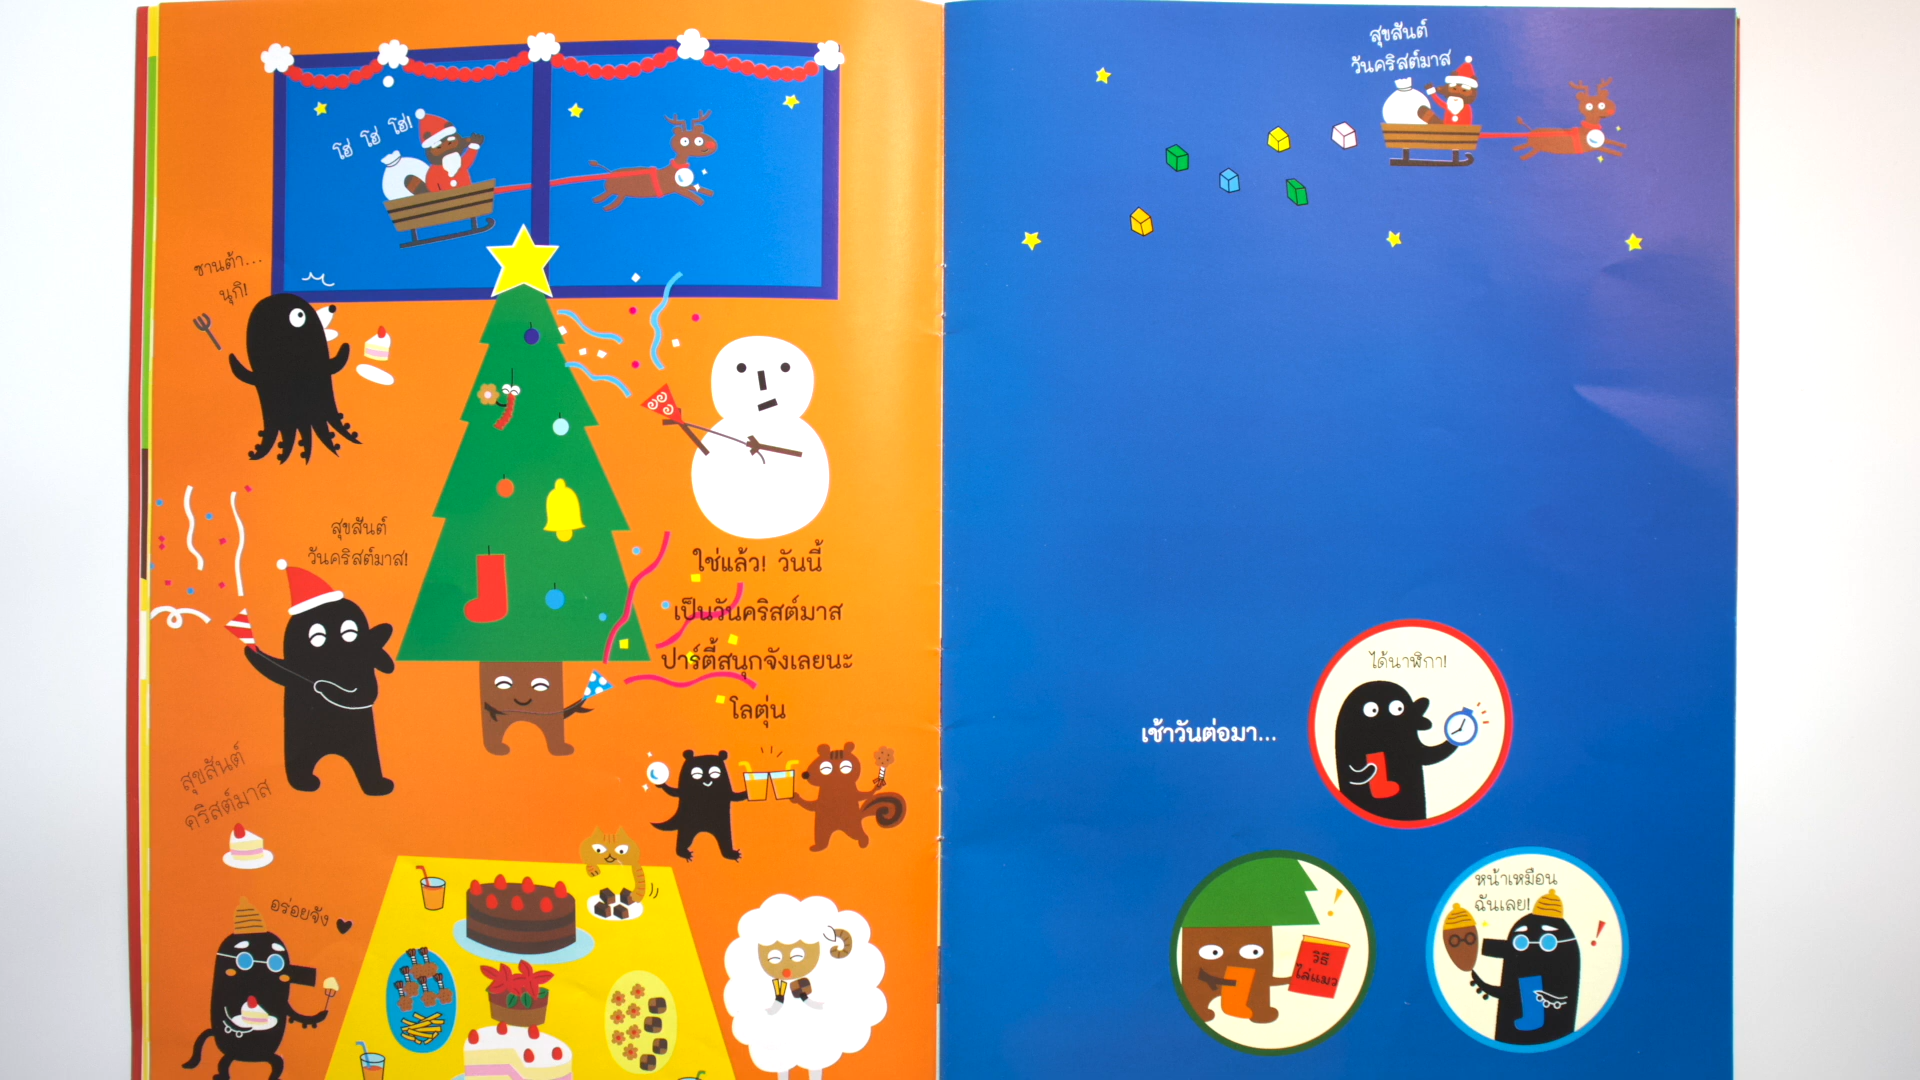 โฮ่ โฮ่ โฮ่!
ซานต้า...
นุกิ!
สุขสันต์
วันคริสต์มาส!
ใช่แล้ว! วันนี้
เป็นวันคริสต์มาส
ปาร์ตี้สนุกจังเลยนะ
โลตุ่น
สุขสันต์
คริสต์มาส
อร่อยจัง
สุขสันต์
วันคริสต์มาส
เช้าวันต่อมา...
ได้นาฬิกา!
วิธี
ไล่แมว
หน้าเหมือน
ฉันเลย!